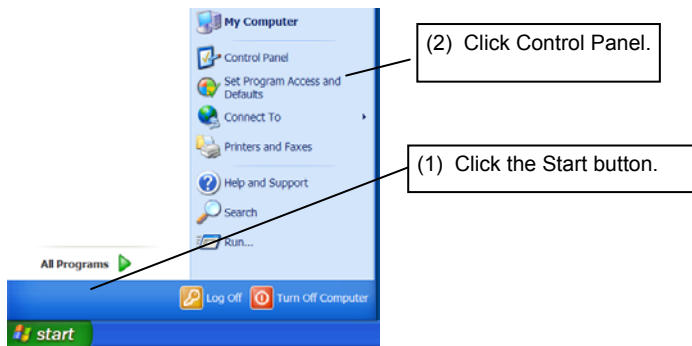 My Computer
Control Panel
Set Program Access and
Defaults
Connect To
Printers and Faxes
Help and Support
Search
Run...
All Programs
Log Off Turn Off Computer
start
(2) Click Control Panel.
(1) Click the Start button.